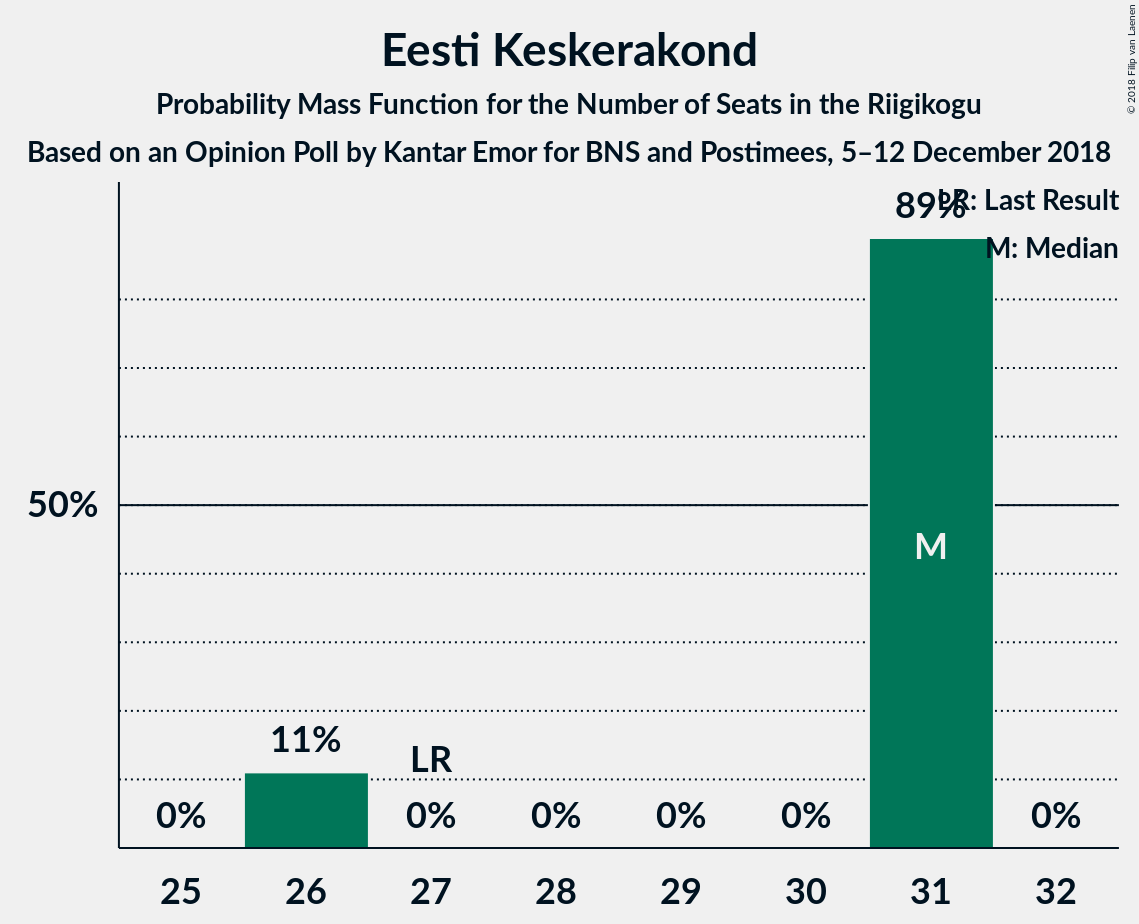 Eesti Keskerakond
Probability Mass Function for the Number of Seats in the Riigikogu
Based on an Opinion Poll by Kantar Emor for BNS and Postimees, 5–12 December 2018
© 2018 Filip van Laenen
LR: Last Result
M: Median
89%
50%
M
11%
LR
0% 0% 0% 0% 0% 0%
25 26 27 28 29 30 31 32